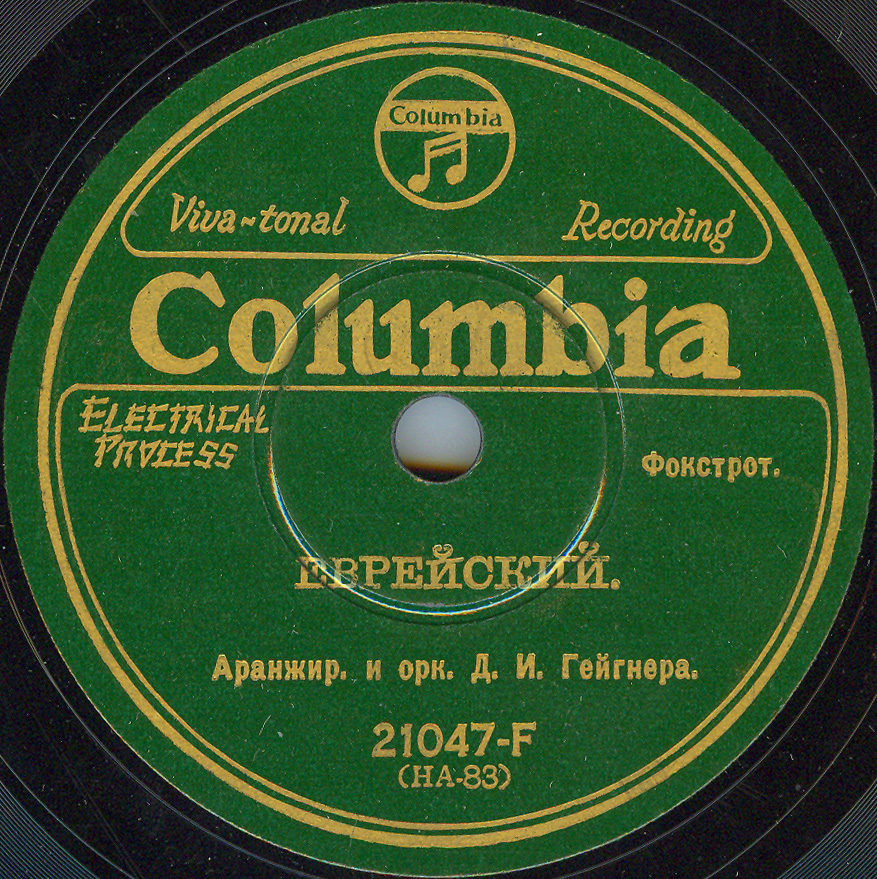 Columbia
Viva-tonal Recording
Columbia
ELECTRICAL
PROCESS
Фокстрот.
ЕВРЕЙСКИЙ.
Аранжир. и орк. Д. И. Гейгнера.
21047-F
(HA-83)